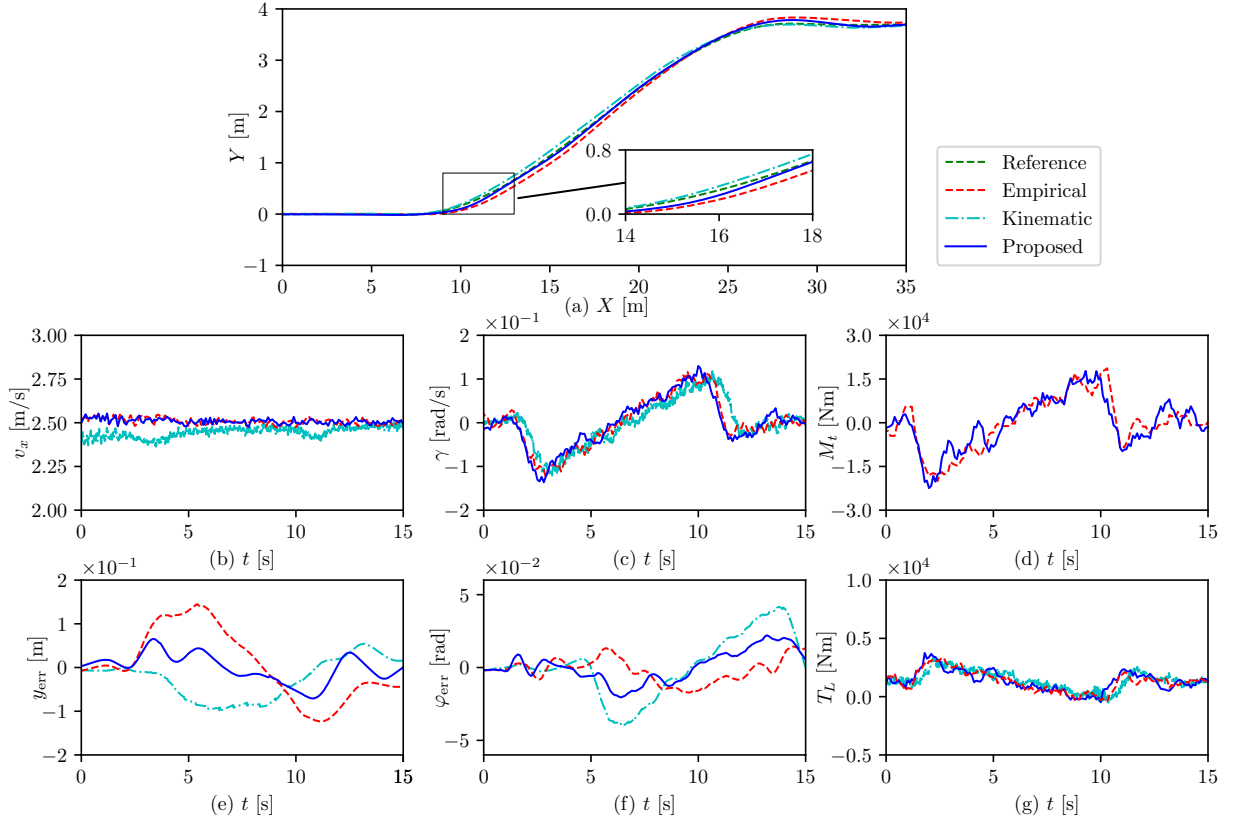 4
3
2
1
0
−1
Y [m]
0.8
0.0
14 16 18
0 5 10 15 20 25 30 35
(a) X [m]
Reference
Empirical
Kinematic
Proposed
3.00
2.75
2.50
2.25
2.00
v_x [m/s]
0 5 10 15
(b) t [s]
×10⁻¹
2
1
0
−1
−2
γ [rad/s]
0 5 10 15
(c) t [s]
×10⁴
3.0
1.5
0.0
−1.5
−3.0
M_t [Nm]
0 5 10 15
(d) t [s]
×10⁻¹
2
1
0
−1
−2
y_err [m]
0 5 10 15
(e) t [s]
×10⁻²
5
0
−5
φ_err [rad]
0 5 10 15
(f) t [s]
×10⁴
1.0
0.5
0.0
−0.5
T_L [Nm]
0 5 10 15
(g) t [s]